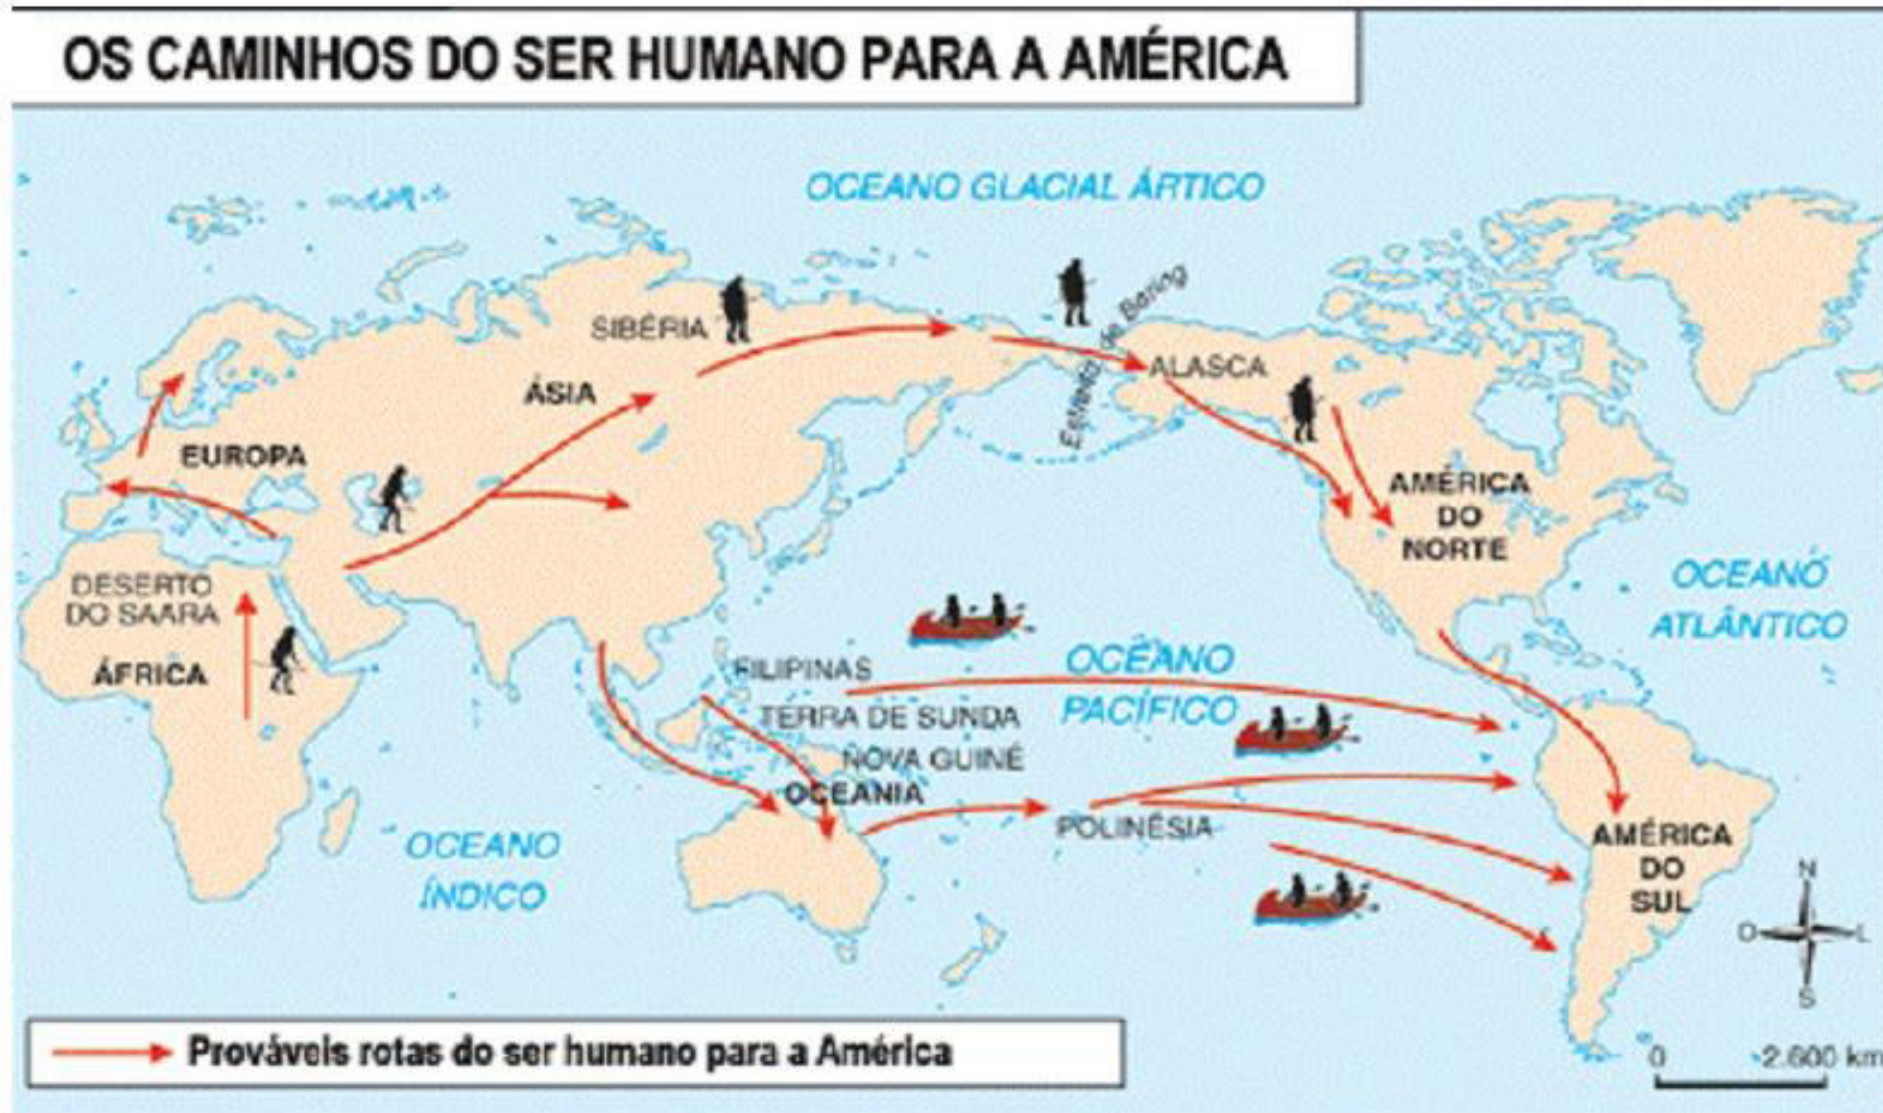 OS CAMINHOS DO SER HUMANO PARA A AMÉRICA
OCEANO GLACIAL ÁRTICO
SIBÉRIA
Estreito de Bering
ALASCA
ÁSIA
EUROPA
AMÉRICA
DO
NORTE
DESERTO
DO SAARA
ÁFRICA
OCEANO
ATLÂNTICO
FILIPINAS
OCEANO
PACÍFICO
TERRA DE SUNDA
NOVA GUINÉ
OCEANIA
POLINÉSIA
OCEANO
ÍNDICO
AMÉRICA
DO
SUL
N
O
L
S
Prováveis rotas do ser humano para a América
0 2.600 km